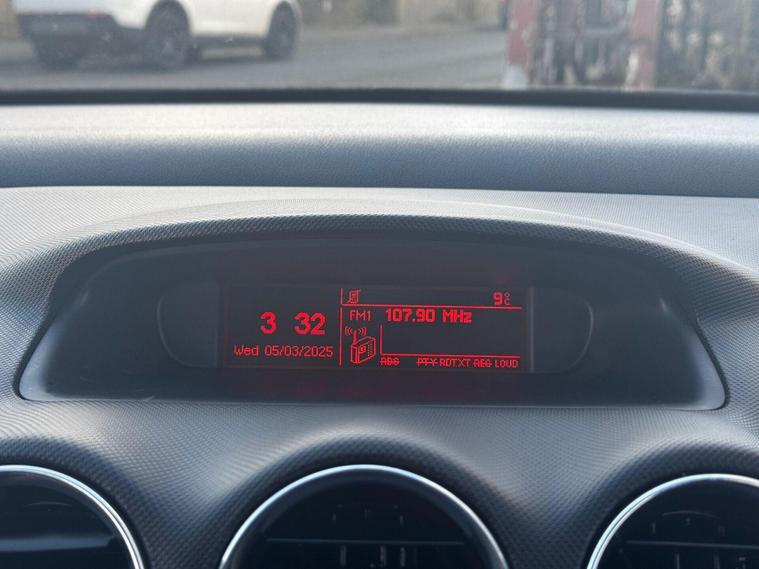 9°C
3 32
FM1 107.90 MHz
Wed 05/03/2025
RDS PTY RDTXT REG LOUD